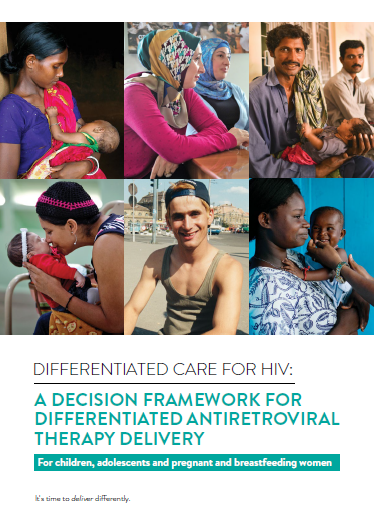 DIFFERENTIATED CARE FOR HIV:
A DECISION FRAMEWORK FOR
DIFFERENTIATED ANTIRETROVIRAL
THERAPY DELIVERY
For children, adolescents and pregnant and breastfeeding women
It's time to deliver differently.